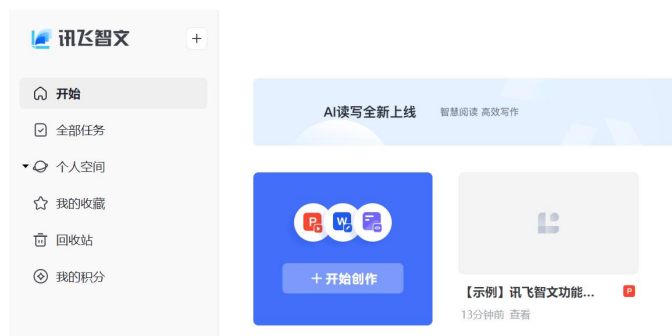 讯飞智文
开始
全部任务
个人空间
我的收藏
回收站
我的积分
AI读写全新上线 智慧阅读 高效写作
P W
+ 开始创作
【示例】讯飞智文功能... P
13分钟前 查看